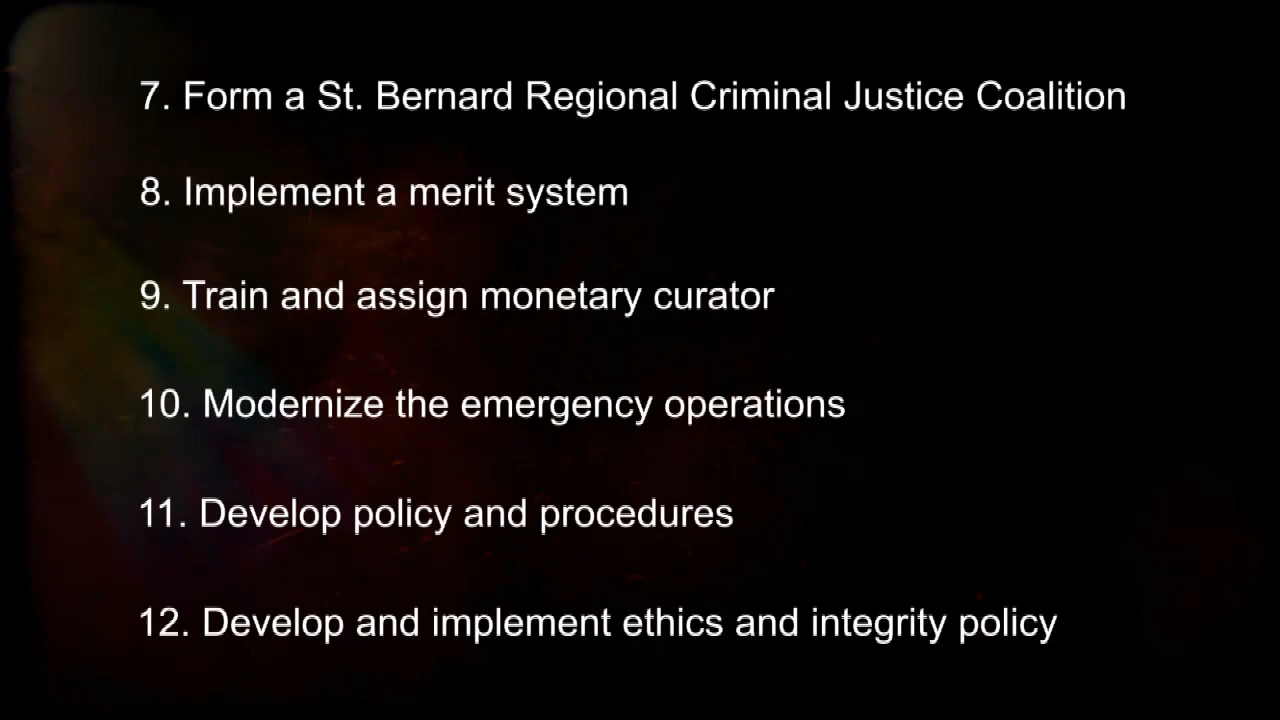 7. Form a St. Bernard Regional Criminal Justice Coalition
8. Implement a merit system
9. Train and assign monetary curator
10. Modernize the emergency operations
11. Develop policy and procedures
12. Develop and implement ethics and integrity policy